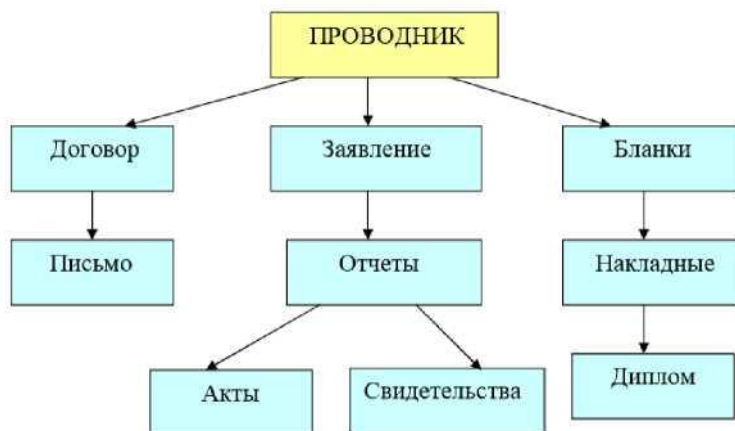 ПРОВОДНИК
Договор
Заявление
Бланки
Письмо
Отчеты
Накладные
Акты
Свидетельства
Диплом